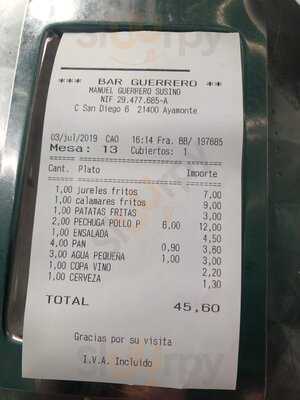 *** BAR GUERRERO **
MANUEL GUERRERO SUSINO
NIF 29.477.685-A
C San Diego 6 21400 Ayamonte
03/jul/2019 CAO 16:14 Fra. BB/ 197685
Mesa: 13 Cubiertos: 1
Cant. Plato Importe
1,00 jureles fritos 7,00
1,00 calamares fritos 9,00
1,00 PATATAS FRITAS 3,00
2,00 PECHUGA POLLO P 6,00 12,00
1,00 ENSALADA 4,50
4,00 PAN 0,90 3,60
3,00 AGUA PEQUEÑA 1,00 3,00
1,00 COPA VINO 2,20
1,00 CERVEZA 1,30
TOTAL 45,60
Gracias por su visita
I.V.A. Incluido